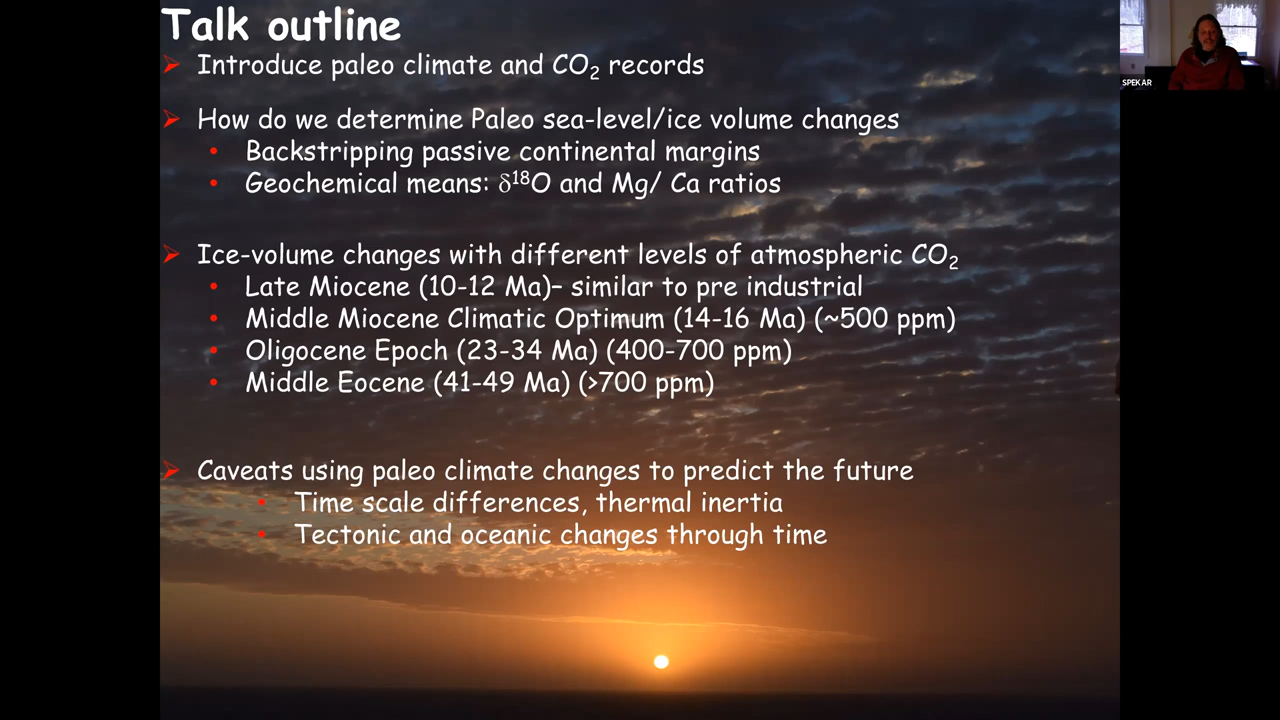 Talk outline
Introduce paleo climate and CO₂ records
How do we determine Paleo sea-level/ice volume changes
Backstripping passive continental margins
Geochemical means: δ¹⁸O and Mg/ Ca ratios
Ice-volume changes with different levels of atmospheric CO₂
Late Miocene (10-12 Ma)– similar to pre industrial
Middle Miocene Climatic Optimum (14-16 Ma) (~500 ppm)
Oligocene Epoch (23-34 Ma) (400-700 ppm)
Middle Eocene (41-49 Ma) (>700 ppm)
Caveats using paleo climate changes to predict the future
Time scale differences, thermal inertia
Tectonic and oceanic changes through time
SPEKAR